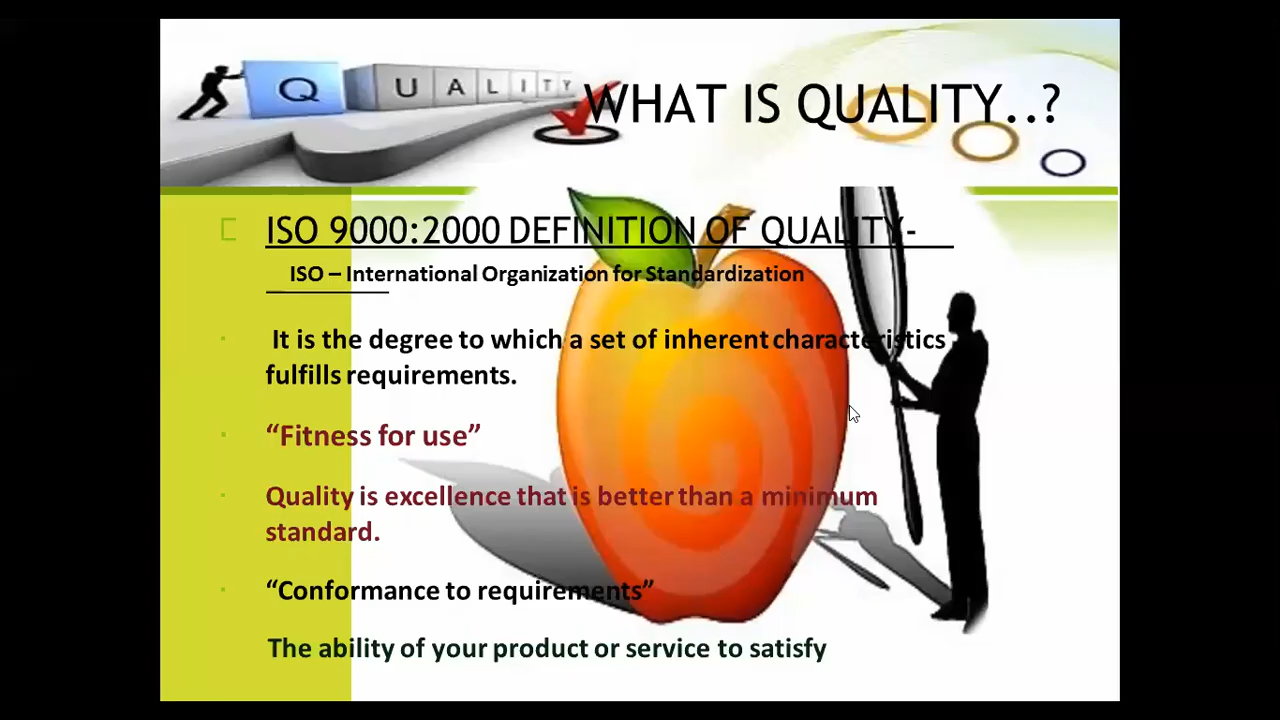 QUALITY
WHAT IS QUALITY..?
ISO 9000:2000 DEFINITION OF QUALITY-
ISO – International Organization for Standardization
It is the degree to which a set of inherent characteristics
fulfills requirements.
“Fitness for use”
Quality is excellence that is better than a minimum
standard.
“Conformance to requirements”
The ability of your product or service to satisfy